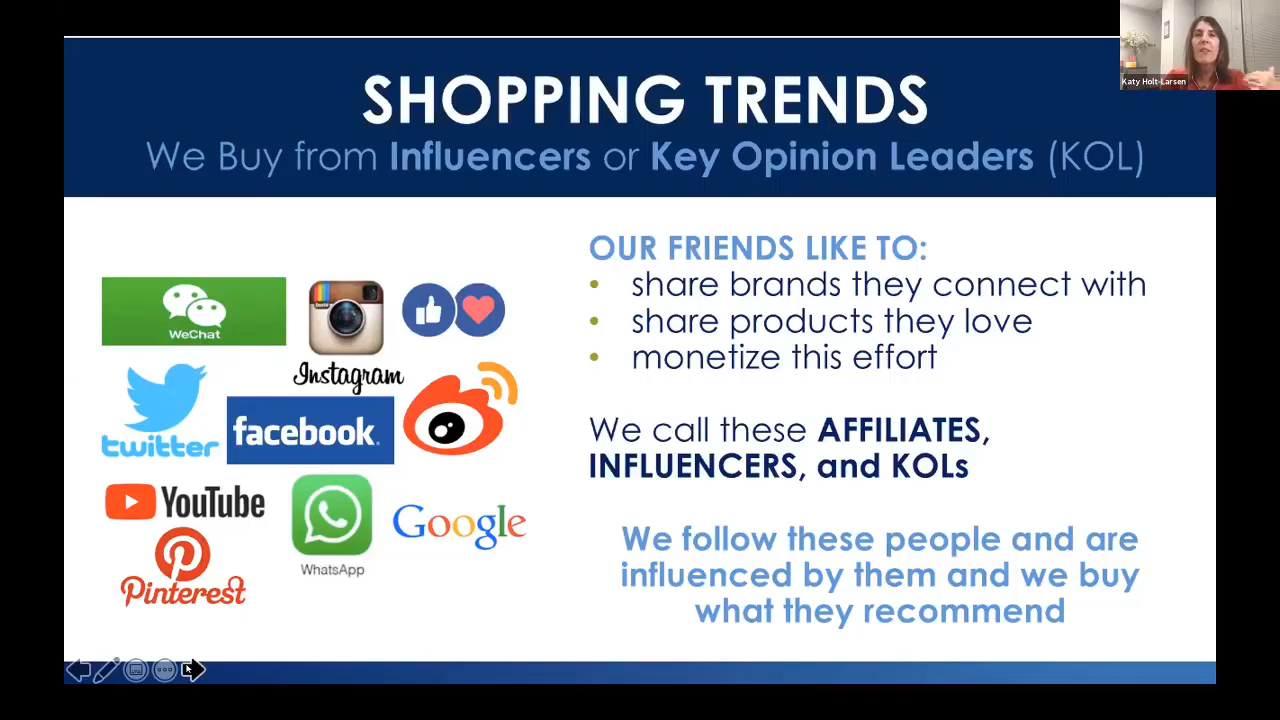 Katy Holt-Larsen
SHOPPING TRENDS
We Buy from Influencers or Key Opinion Leaders (KOL)
WeChat
Instagram
twitter
facebook
YouTube
WhatsApp
Google
Pinterest
OUR FRIENDS LIKE TO:
• share brands they connect with
• share products they love
• monetize this effort
We call these AFFILIATES,
INFLUENCERS, and KOLs
We follow these people and are
influenced by them and we buy
what they recommend